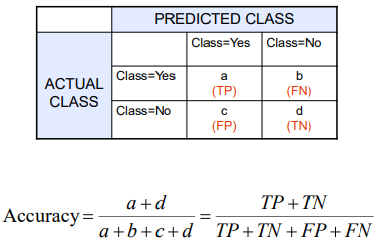 PREDICTED CLASS
ACTUAL CLASS
Class=Yes Class=No
Class=Yes a (TP) b (FN)
Class=No c (FP) d (TN)
Accuracy = a + d / a + b + c + d = TP + TN / TP + TN + FP + FN